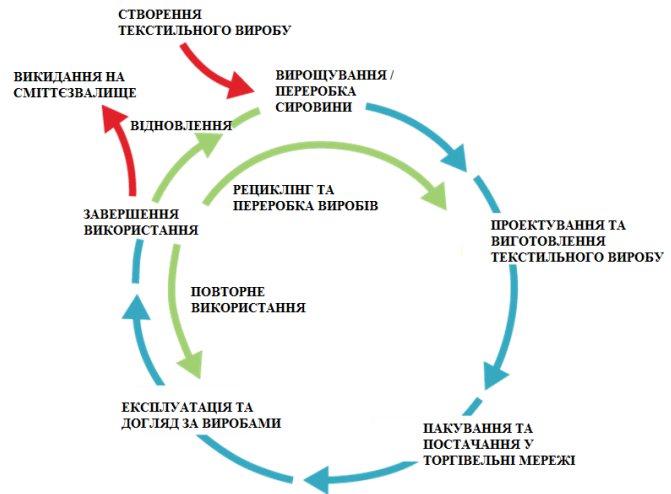 СТВОРЕННЯ
ТЕКСТИЛЬНОГО ВИРОБУ
ВИКИДАННЯ НА
СМІТТЄЗВАЛИЩЕ
ВИРОЩУВАННЯ /
ПЕРЕРОБКА
СИРОВИНИ
ВІДНОВЛЕННЯ
РЕЦИКЛІНГ ТА
ПЕРЕРОБКА ВИРОБІВ
ЗАВЕРШЕННЯ
ВИКОРИСТАННЯ
ПРОЕКТУВАННЯ ТА
ВИГОТОВЛЕННЯ
ТЕКСТИЛЬНОГО ВИРОБУ
ПОВТОРНЕ
ВИКОРИСТАННЯ
ЕКСПЛУАТАЦІЯ ТА
ДОГЛЯД ЗА ВИРОБАМИ
ПАКУВАННЯ ТА
ПОСТАЧАННЯ У
ТОРГІВЕЛЬНІ МЕРЕЖІ